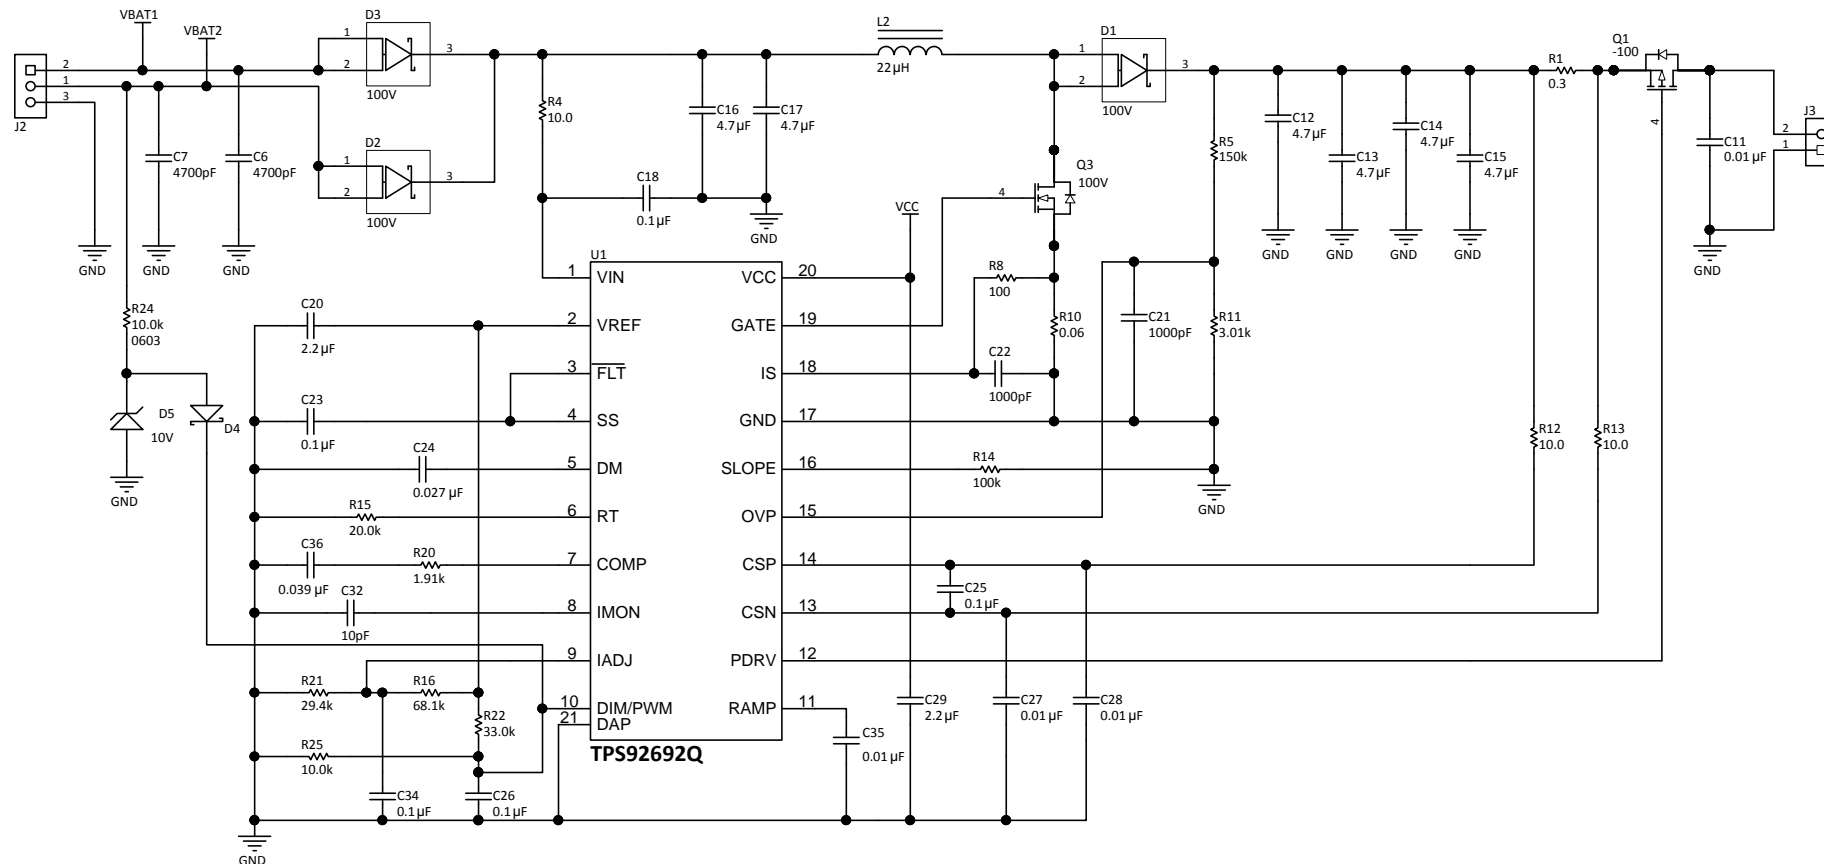 VBAT1
VBAT2
J2
2
1
3
GND
C7
4700pF
GND
C6
4700pF
GND
D3
1
2
3
100V
D2
1
2
3
100V
R4
10.0
C18
0.1µF
C16
4.7µF
C17
4.7µF
GND
L2
22µH
D1
1
2
3
100V
Q3
100V
4
R5
150k
C12
4.7µF
GND
C13
4.7µF
GND
C14
4.7µF
GND
C15
4.7µF
GND
R1
0.3
Q1
-100
4
C11
0.01µF
GND
J3
2
1
R24
10.0k
0603
D5
10V
GND
D4
C20
2.2µF
C23
0.1µF
C24
0.027µF
R15
20.0k
C36
0.039µF
R20
1.91k
C32
10pF
R21
29.4k
R16
68.1k
R22
33.0k
R25
10.0k
C34
0.1µF
C26
0.1µF
GND
U1
1 VIN
2 VREF
3 FLT
4 SS
5 DM
6 RT
7 COMP
8 IMON
9 IADJ
10 DIM/PWM
21 DAP
VCC 20
GATE 19
IS 18
GND 17
SLOPE 16
OVP 15
CSP 14
CSN 13
PDRV 12
RAMP 11
TPS92692Q
VCC
R8
100
R10
0.06
C22
1000pF
C21
1000pF
R11
3.01k
R14
100k
GND
R12
10.0
R13
10.0
C25
0.1µF
C35
0.01µF
C29
2.2µF
C27
0.01µF
C28
0.01µF